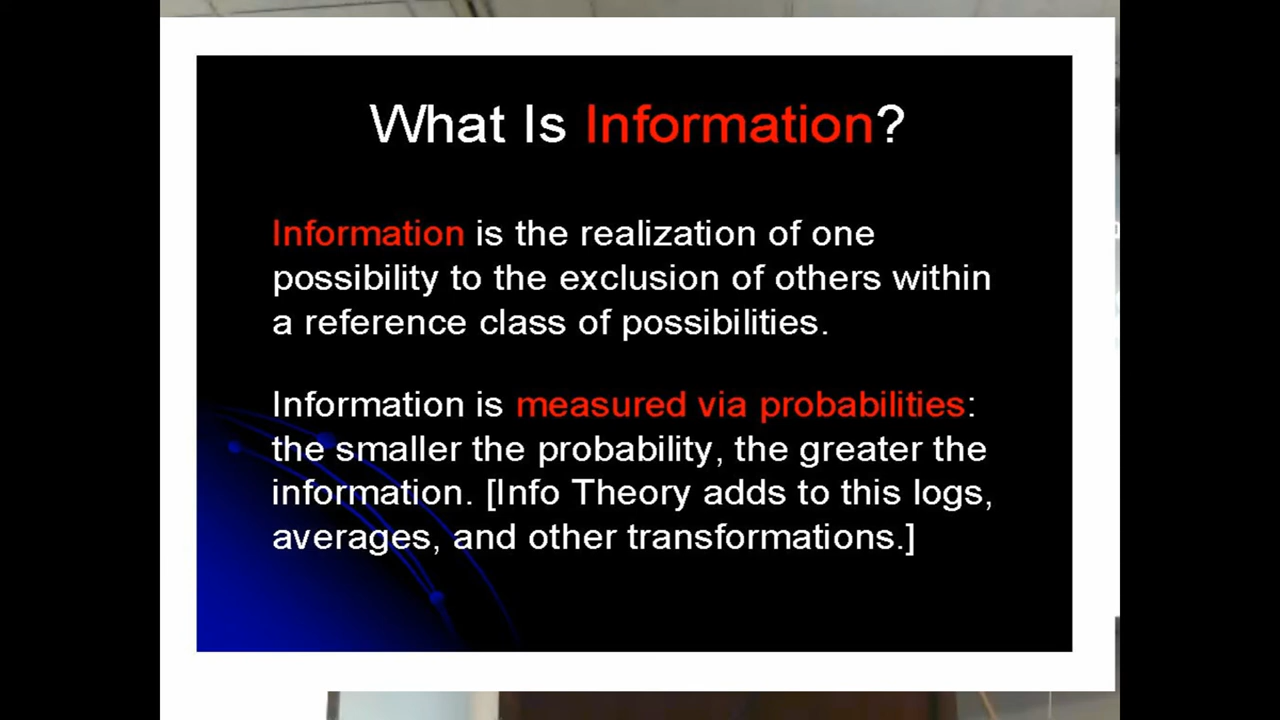 What Is Information?
Information is the realization of one
possibility to the exclusion of others within
a reference class of possibilities.
Information is measured via probabilities:
the smaller the probability, the greater the
information. [Info Theory adds to this logs,
averages, and other transformations.]